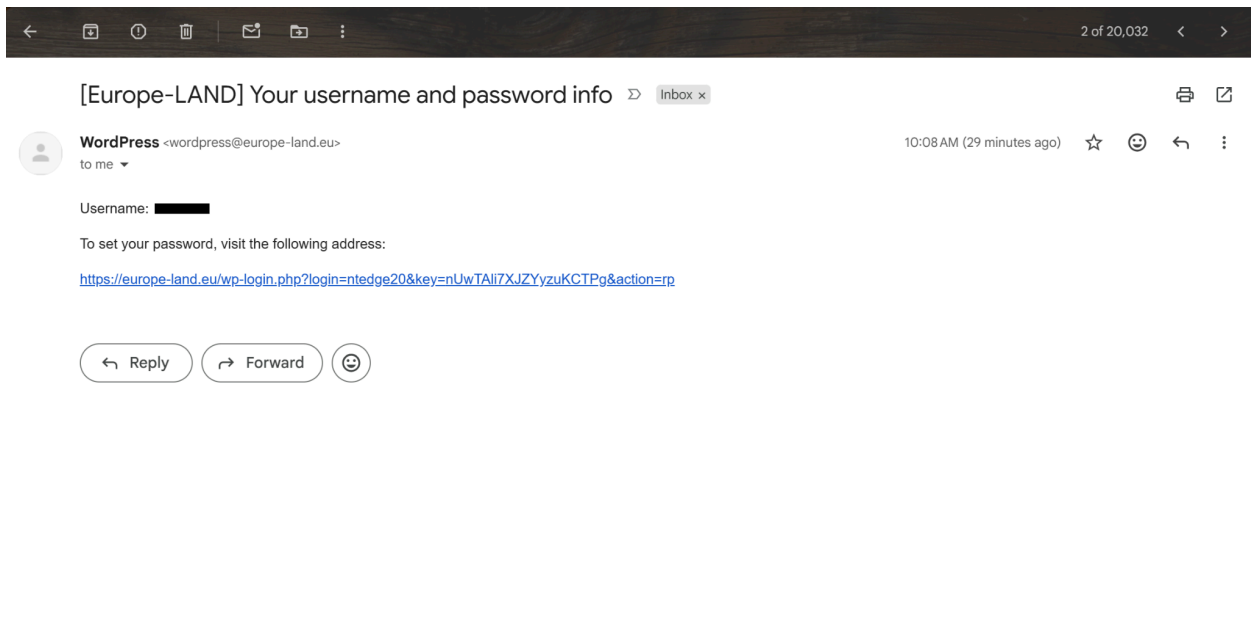 2 of 20,032
[Europe-LAND] Your username and password info Inbox ×
WordPress <wordpress@europe-land.eu> 10:08 AM (29 minutes ago)
to me
Username:
To set your password, visit the following address:
https://europe-land.eu/wp-login.php?login=ntedge20&key=nUwTAli7XJZYyzuKCTPg&action=rp
Reply Forward